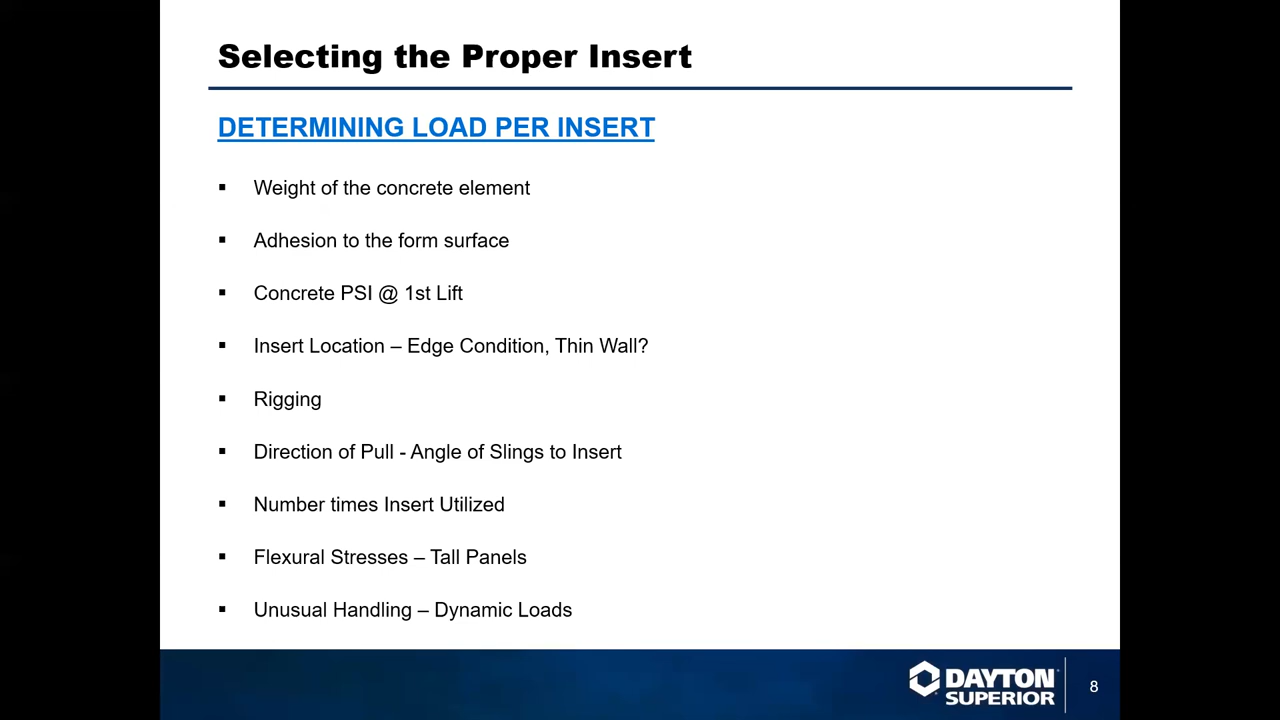 Selecting the Proper Insert
DETERMINING LOAD PER INSERT
▪ Weight of the concrete element
▪ Adhesion to the form surface
▪ Concrete PSI @ 1st Lift
▪ Insert Location – Edge Condition, Thin Wall?
▪ Rigging
▪ Direction of Pull - Angle of Slings to Insert
▪ Number times Insert Utilized
▪ Flexural Stresses – Tall Panels
▪ Unusual Handling – Dynamic Loads
DAYTON
SUPERIOR
8